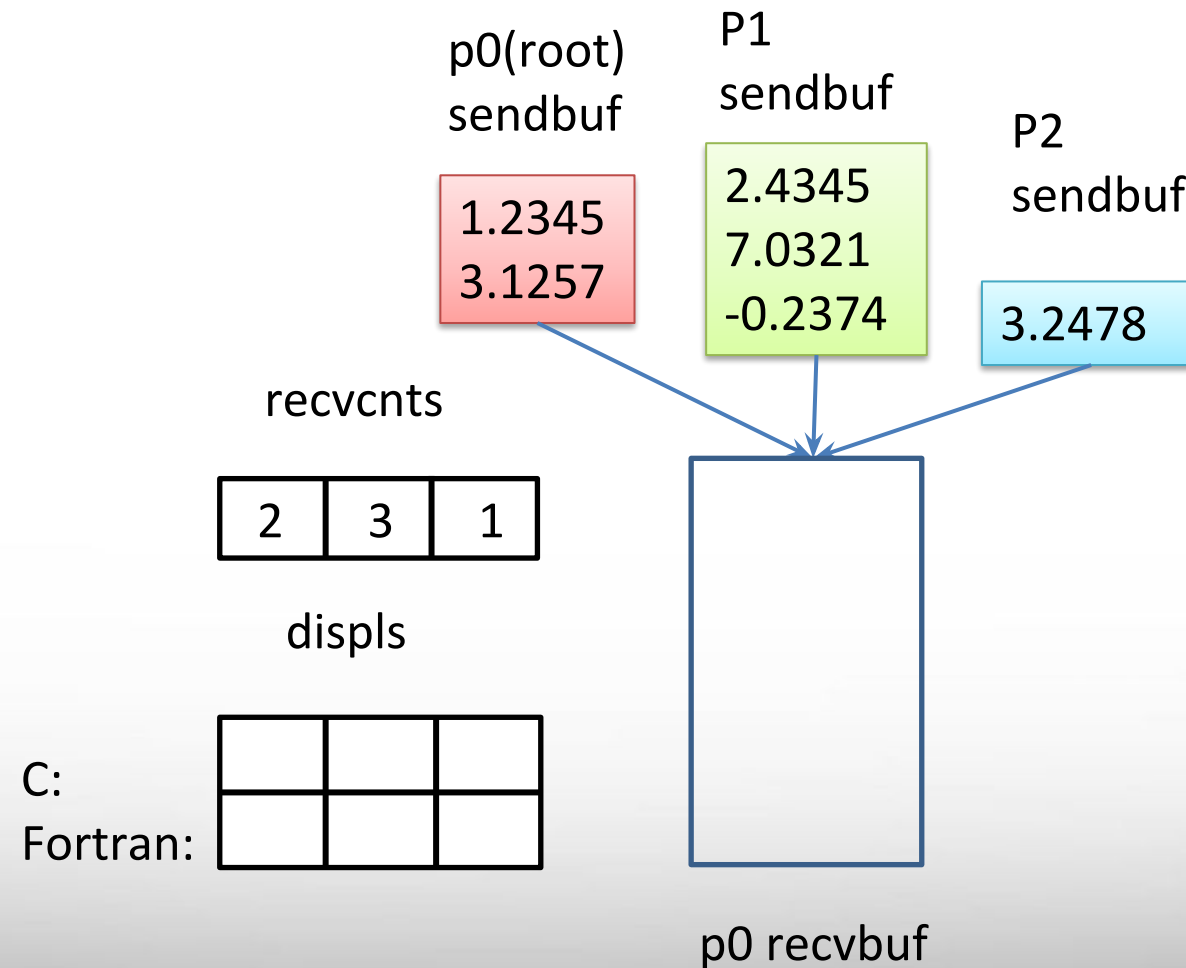 p0(root)
sendbuf
P1
sendbuf
P2
sendbuf
1.2345
3.1257
2.4345
7.0321
-0.2374
3.2478
recvcnts
2 3 1
displs
C:
Fortran:
p0 recvbuf